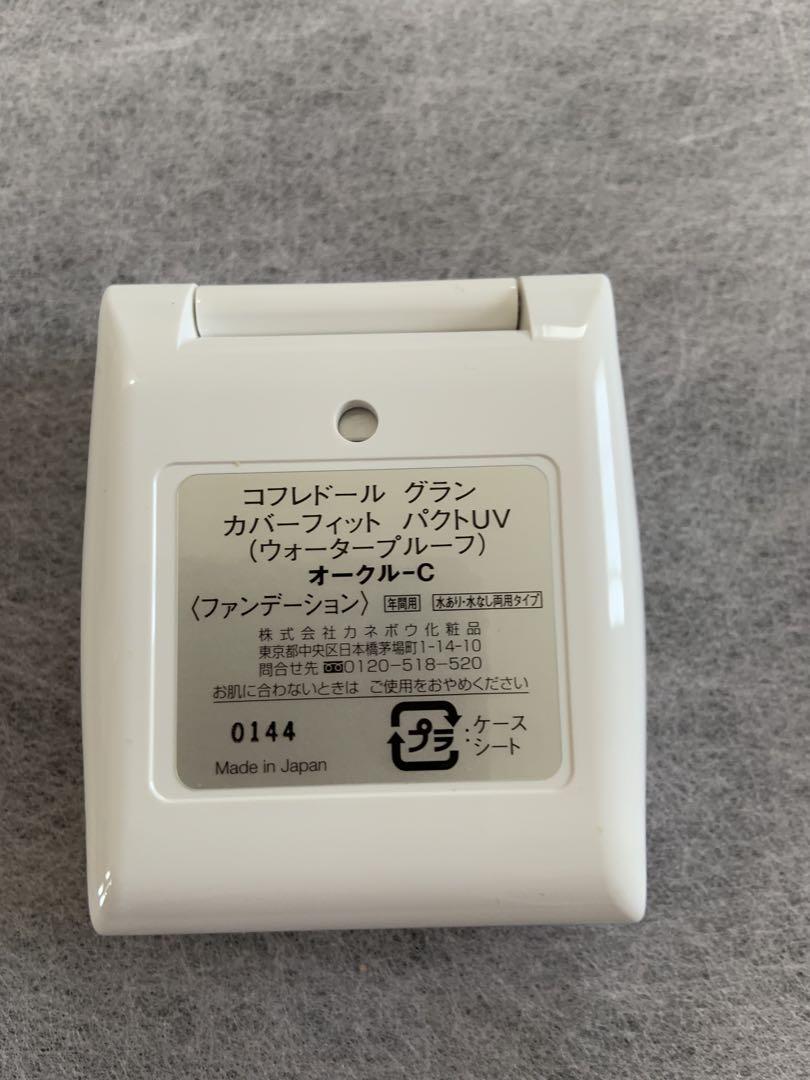 コフレドール グラン
カバーフィット パクトUV
(ウォータープルーフ)
オークル-C
〈ファンデーション〉 年間用 水あり・水なし両用タイプ
株式会社カネボウ化粧品
東京都中央区日本橋茅場町1-14-10
問合せ先 0120-518-520
お肌に合わないときは ご使用をおやめください
0144
プラ:ケース
シート
Made in Japan